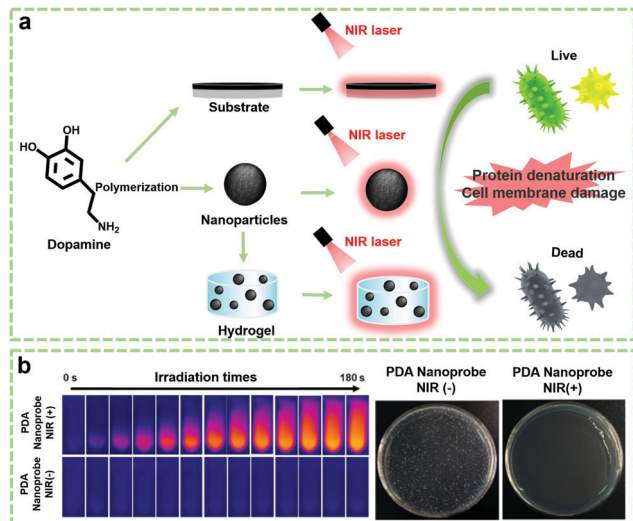 a
NIR laser
Live
Substrate
HO
OH
Polymerization
NH₂
Dopamine
NIR laser
Nanoparticles
Protein denaturation
Cell membrane damage
NIR laser
Dead
Hydrogel
b
0 s
Irradiation times
180 s
PDA
Nanoprobe
NIR (+)
PDA
Nanoprobe
NIR(-)
PDA Nanoprobe
NIR (-)
PDA Nanoprobe
NIR(+)